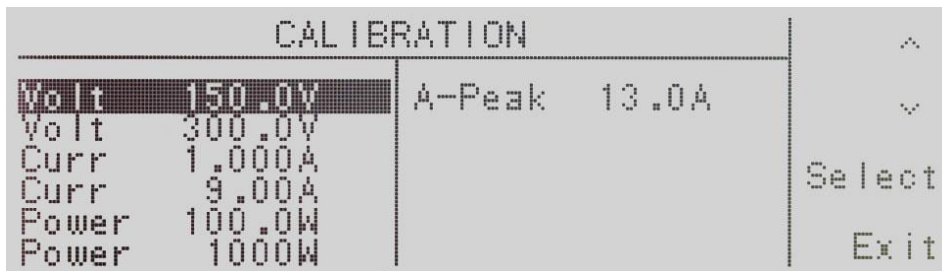 CALIBRATION
Volt 150.0V
Volt 300.0V
Curr 1.000A
Curr 9.00A
Power 100.0W
Power 1000W
A-Peak 13.0A
Select
Exit